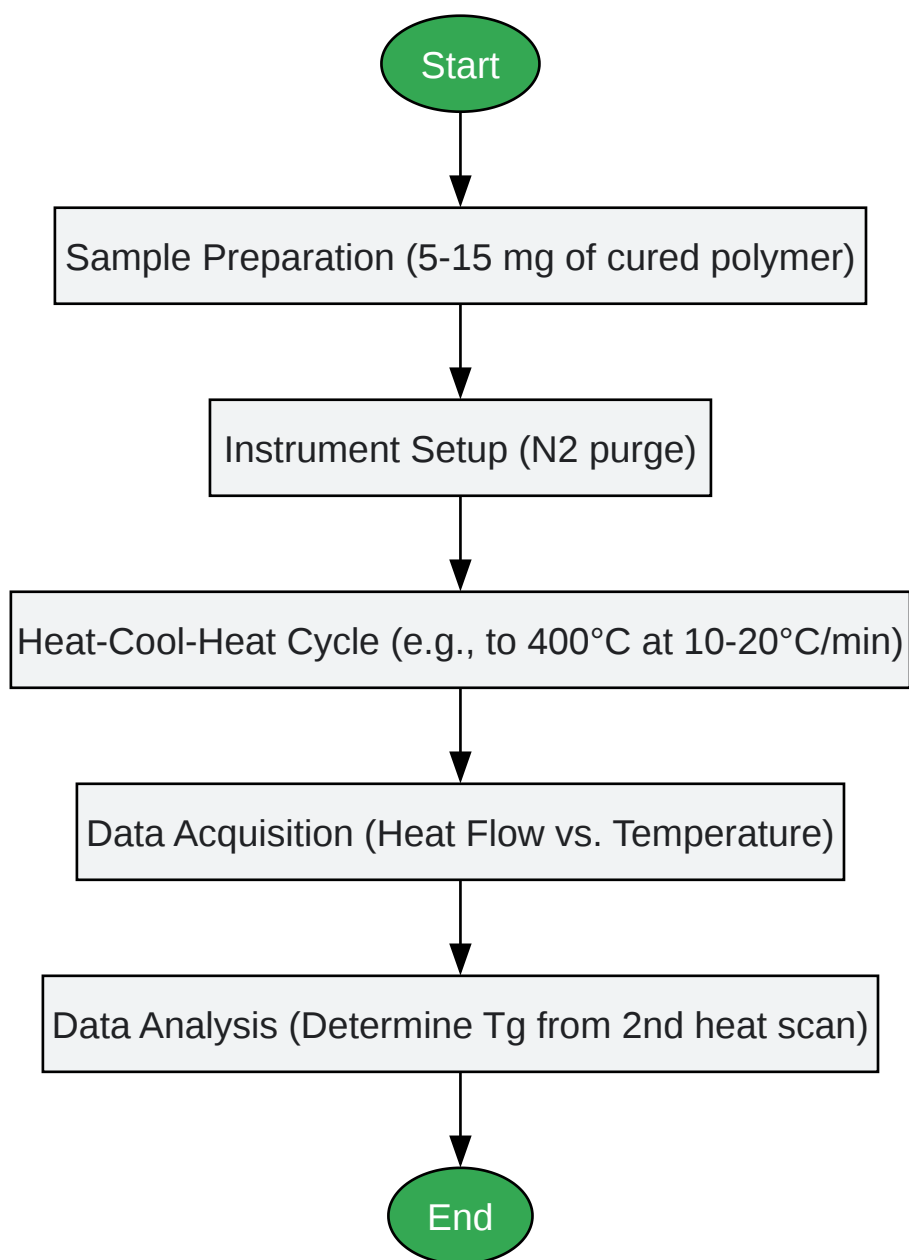 Start
Sample Preparation (5-15 mg of cured polymer)
Instrument Setup (N2 purge)
Heat-Cool-Heat Cycle (e.g., to 400°C at 10-20°C/min)
Data Acquisition (Heat Flow vs. Temperature)
Data Analysis (Determine Tg from 2nd heat scan)
End